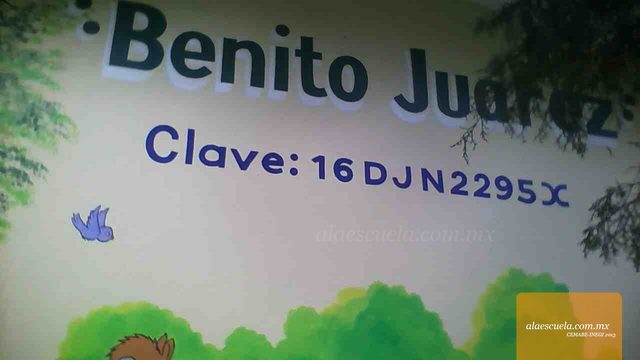 :Benito Juarez:
Clave: 16DJN2295X
alaescuela.com.mx
alaescuela.com.mx
CEMABE-INEGI 2013